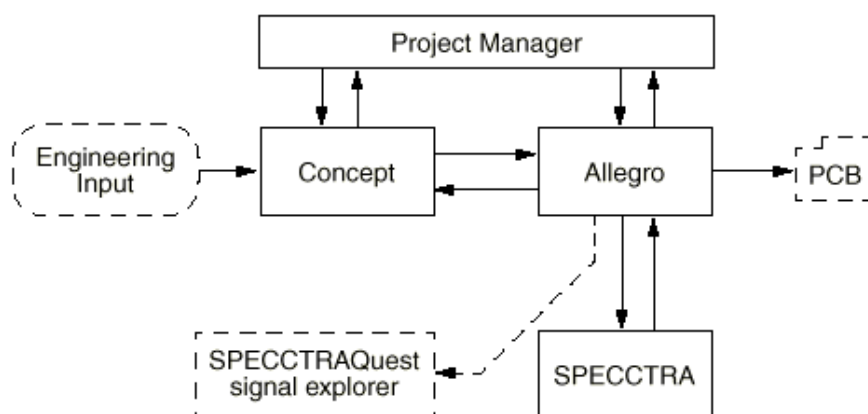 Project Manager
Engineering
Input
Concept
Allegro
PCB
SPECCTRAQuest
signal explorer
SPECCTRA